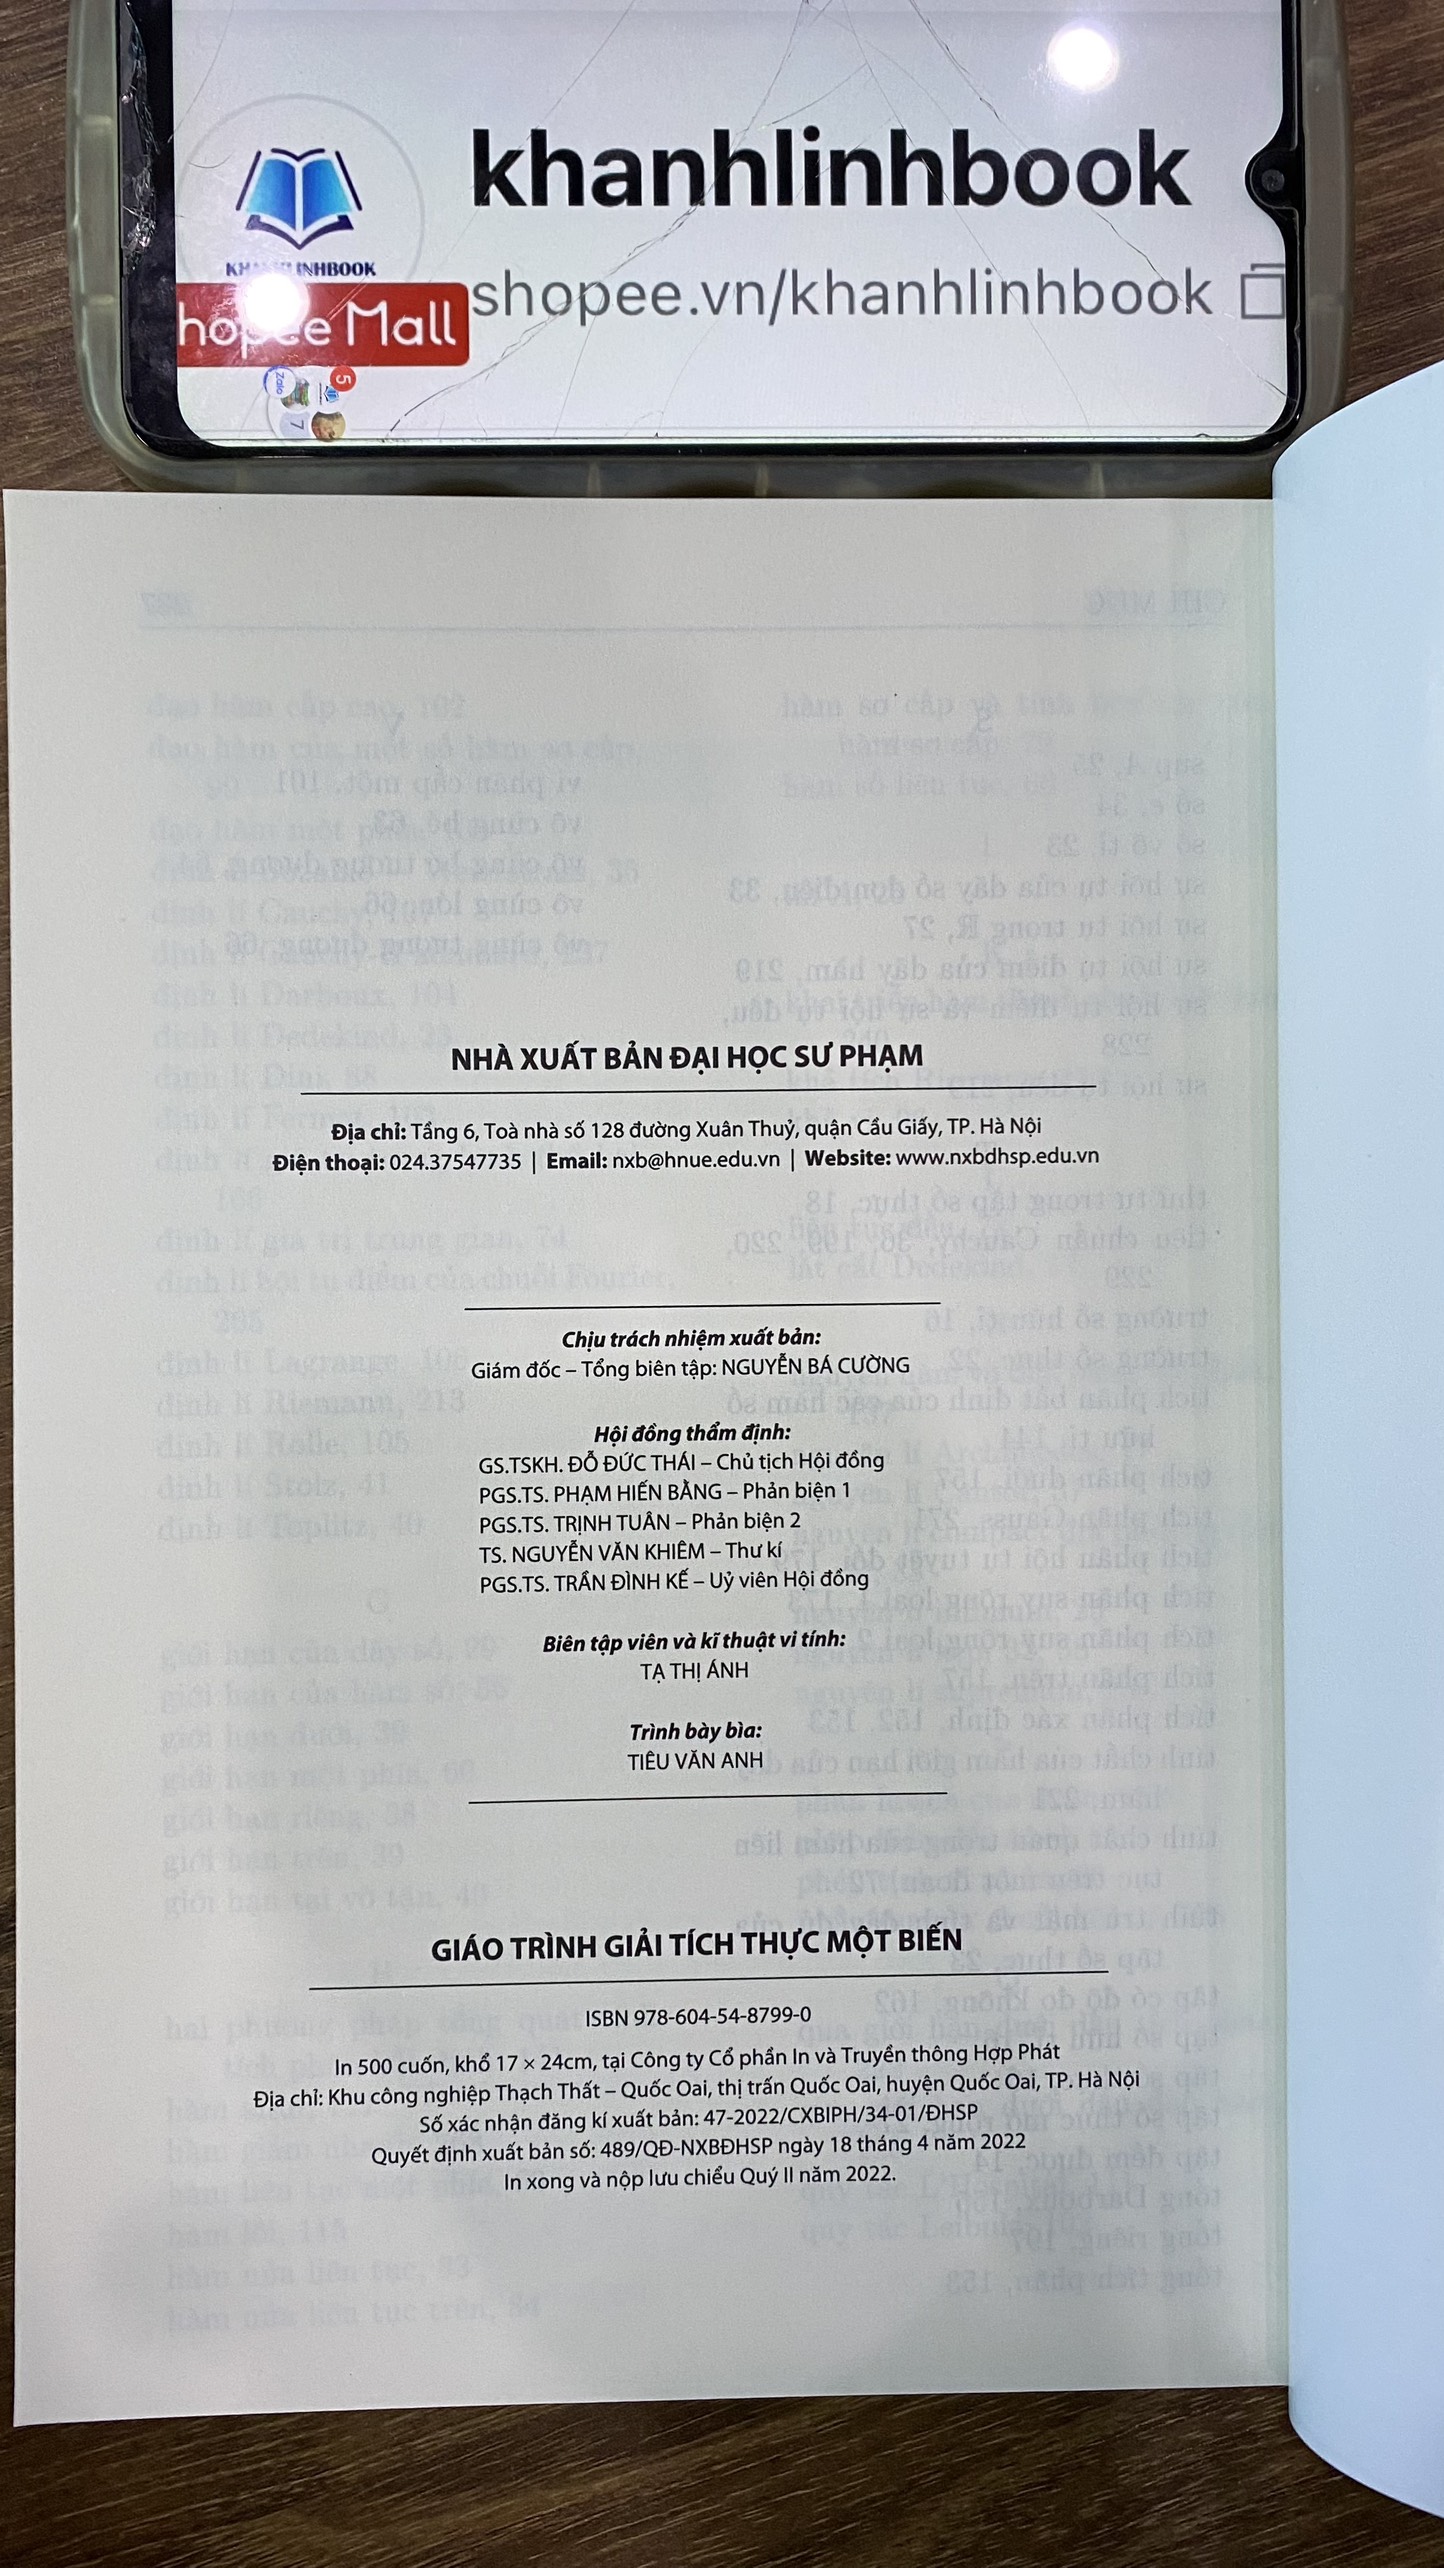 khanhlinhbook
KHANHLINHBOOK
shopee.vn/khanhlinhbook
hopee Mall
5
Zalo
7
NHÀ XUẤT BẢN ĐẠI HỌC SƯ PHẠM
Địa chỉ: Tầng 6, Toà nhà số 128 đường Xuân Thuỷ, quận Cầu Giấy, TP. Hà Nội
Điện thoại: 024.37547735 | Email: nxb@hnue.edu.vn | Website: www.nxbdhsp.edu.vn
Chịu trách nhiệm xuất bản:
Giám đốc – Tổng biên tập: NGUYỄN BÁ CƯỜNG
Hội đồng thẩm định:
GS.TSKH. ĐỖ ĐỨC THÁI – Chủ tịch Hội đồng
PGS.TS. PHẠM HIẾN BẰNG – Phản biện 1
PGS.TS. TRỊNH TUÂN – Phản biện 2
TS. NGUYỄN VĂN KHIÊM – Thư kí
PGS.TS. TRẦN ĐÌNH KẾ – Uỷ viên Hội đồng
Biên tập viên và kĩ thuật vi tính:
TẠ THỊ ÁNH
Trình bày bìa:
TIÊU VĂN ANH
GIÁO TRÌNH GIẢI TÍCH THỰC MỘT BIẾN
ISBN 978-604-54-8799-0
In 500 cuốn, khổ 17 × 24cm, tại Công ty Cổ phần In và Truyền thông Hợp Phát
Địa chỉ: Khu công nghiệp Thạch Thất – Quốc Oai, thị trấn Quốc Oai, huyện Quốc Oai, TP. Hà Nội
Số xác nhận đăng kí xuất bản: 47-2022/CXBIPH/34-01/ĐHSP
Quyết định xuất bản số: 489/QĐ-NXBĐHSP ngày 18 tháng 4 năm 2022
In xong và nộp lưu chiểu Quý II năm 2022.